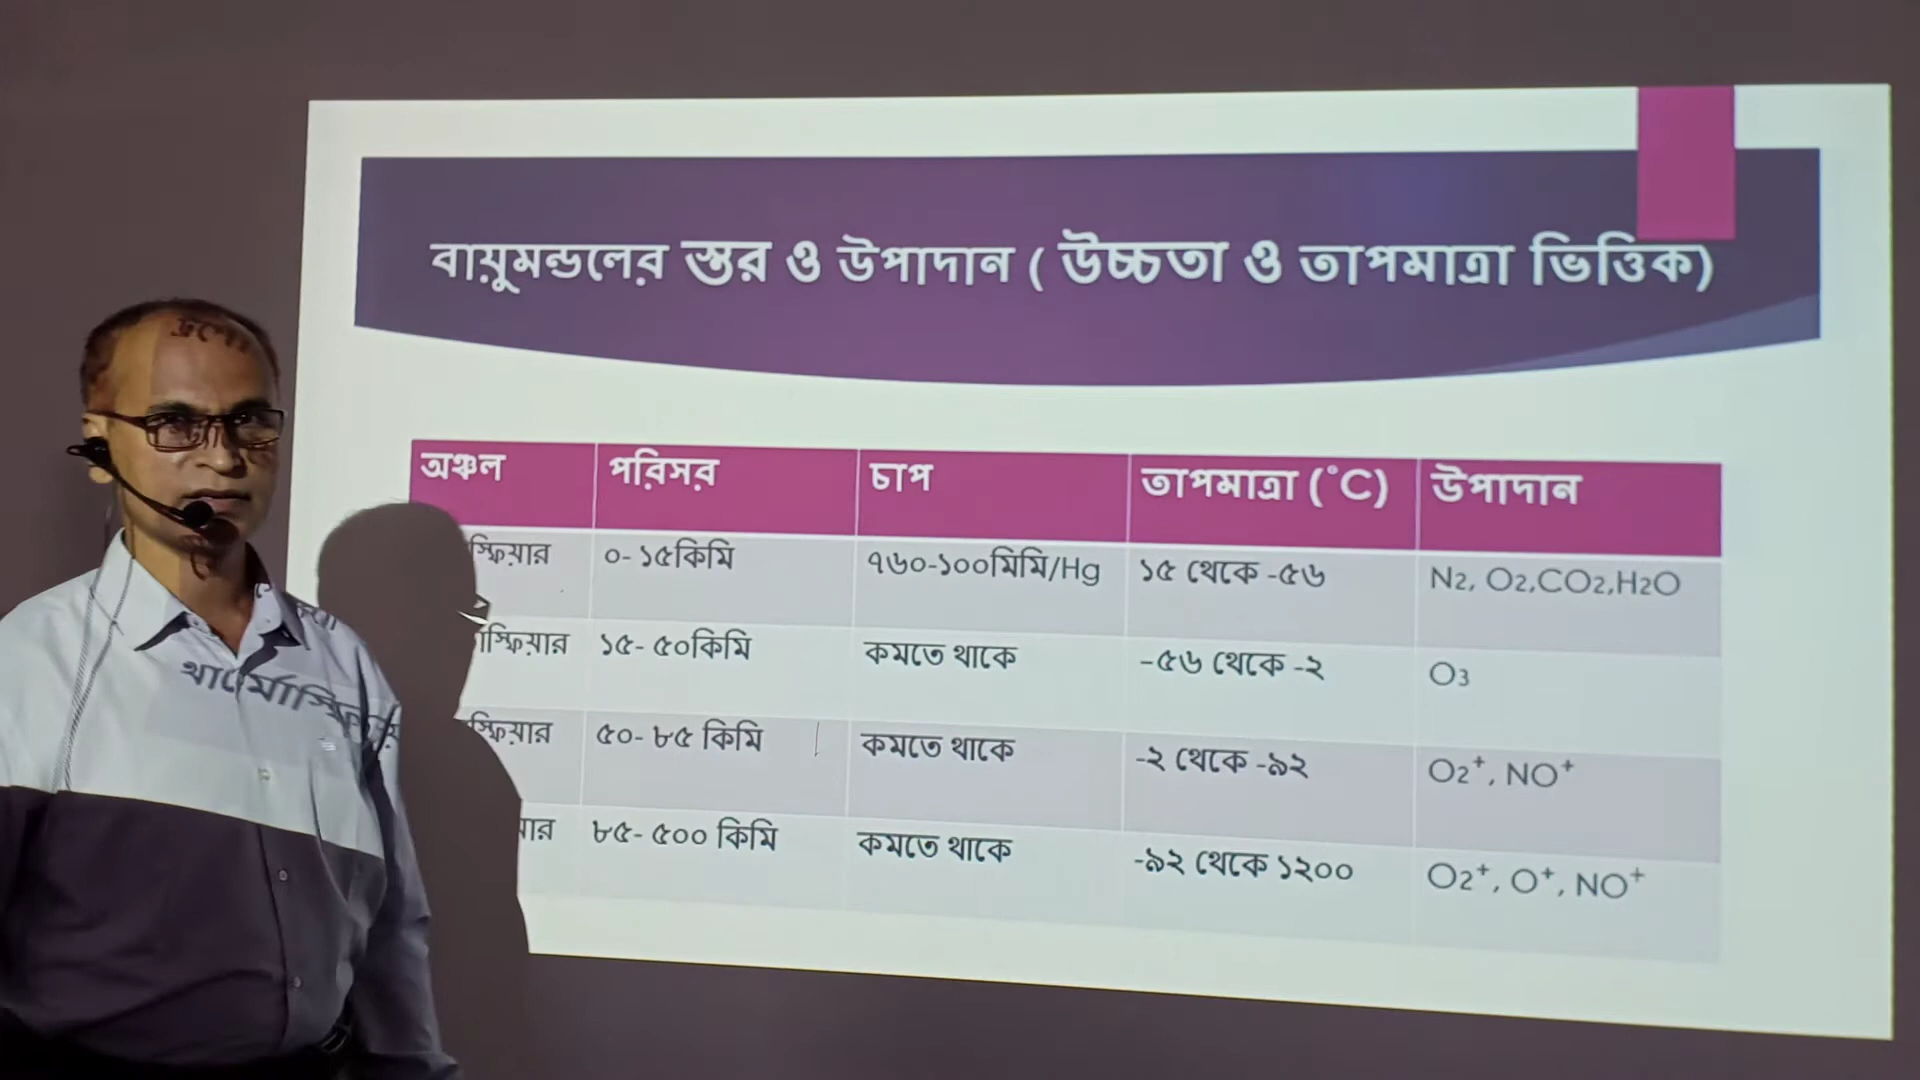 বায়ুমন্ডলের স্তর ও উপাদান ( উচ্চতা ও তাপমাত্রা ভিত্তিক)
অঞ্চল পরিসর চাপ তাপমাত্রা (°C) উপাদান
স্ফিয়ার ০- ১৫কিমি ৭৬০-১০০মিমি/Hg ১৫ থেকে -৫৬ N2, O2,CO2,H2O
স্ফিয়ার ১৫- ৫০কিমি কমতে থাকে -৫৬ থেকে -২ O3
স্ফিয়ার ৫০- ৮৫ কিমি কমতে থাকে -২ থেকে -৯২ O2⁺, NO⁺
৮৫- ৫০০ কিমি কমতে থাকে -৯২ থেকে ১২০০ O2⁺, O⁺, NO⁺
থার্মোস্ফিয়ার